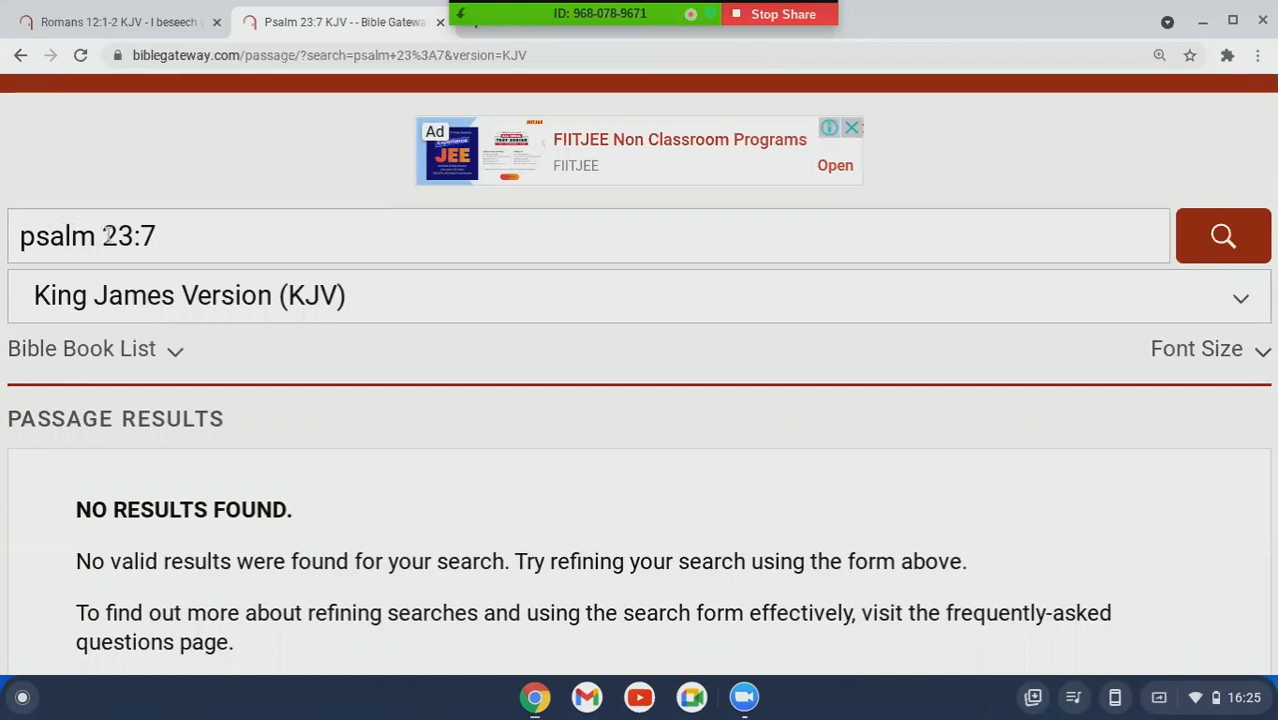 Romans 12:1-2 KJV - I beseech y
Psalm 23:7 KJV - - Bible Gatewa
ID: 968-078-9671
Stop Share
biblegateway.com/passage/?search=psalm+23%3A7&version=KJV
Ad
JEE
FIITJEE Non Classroom Programs
FIITJEE
Open
psalm 23:7
King James Version (KJV)
Bible Book List
Font Size
PASSAGE RESULTS
NO RESULTS FOUND.
No valid results were found for your search. Try refining your search using the form above.
To find out more about refining searches and using the search form effectively, visit the frequently-asked
questions page.
16:25